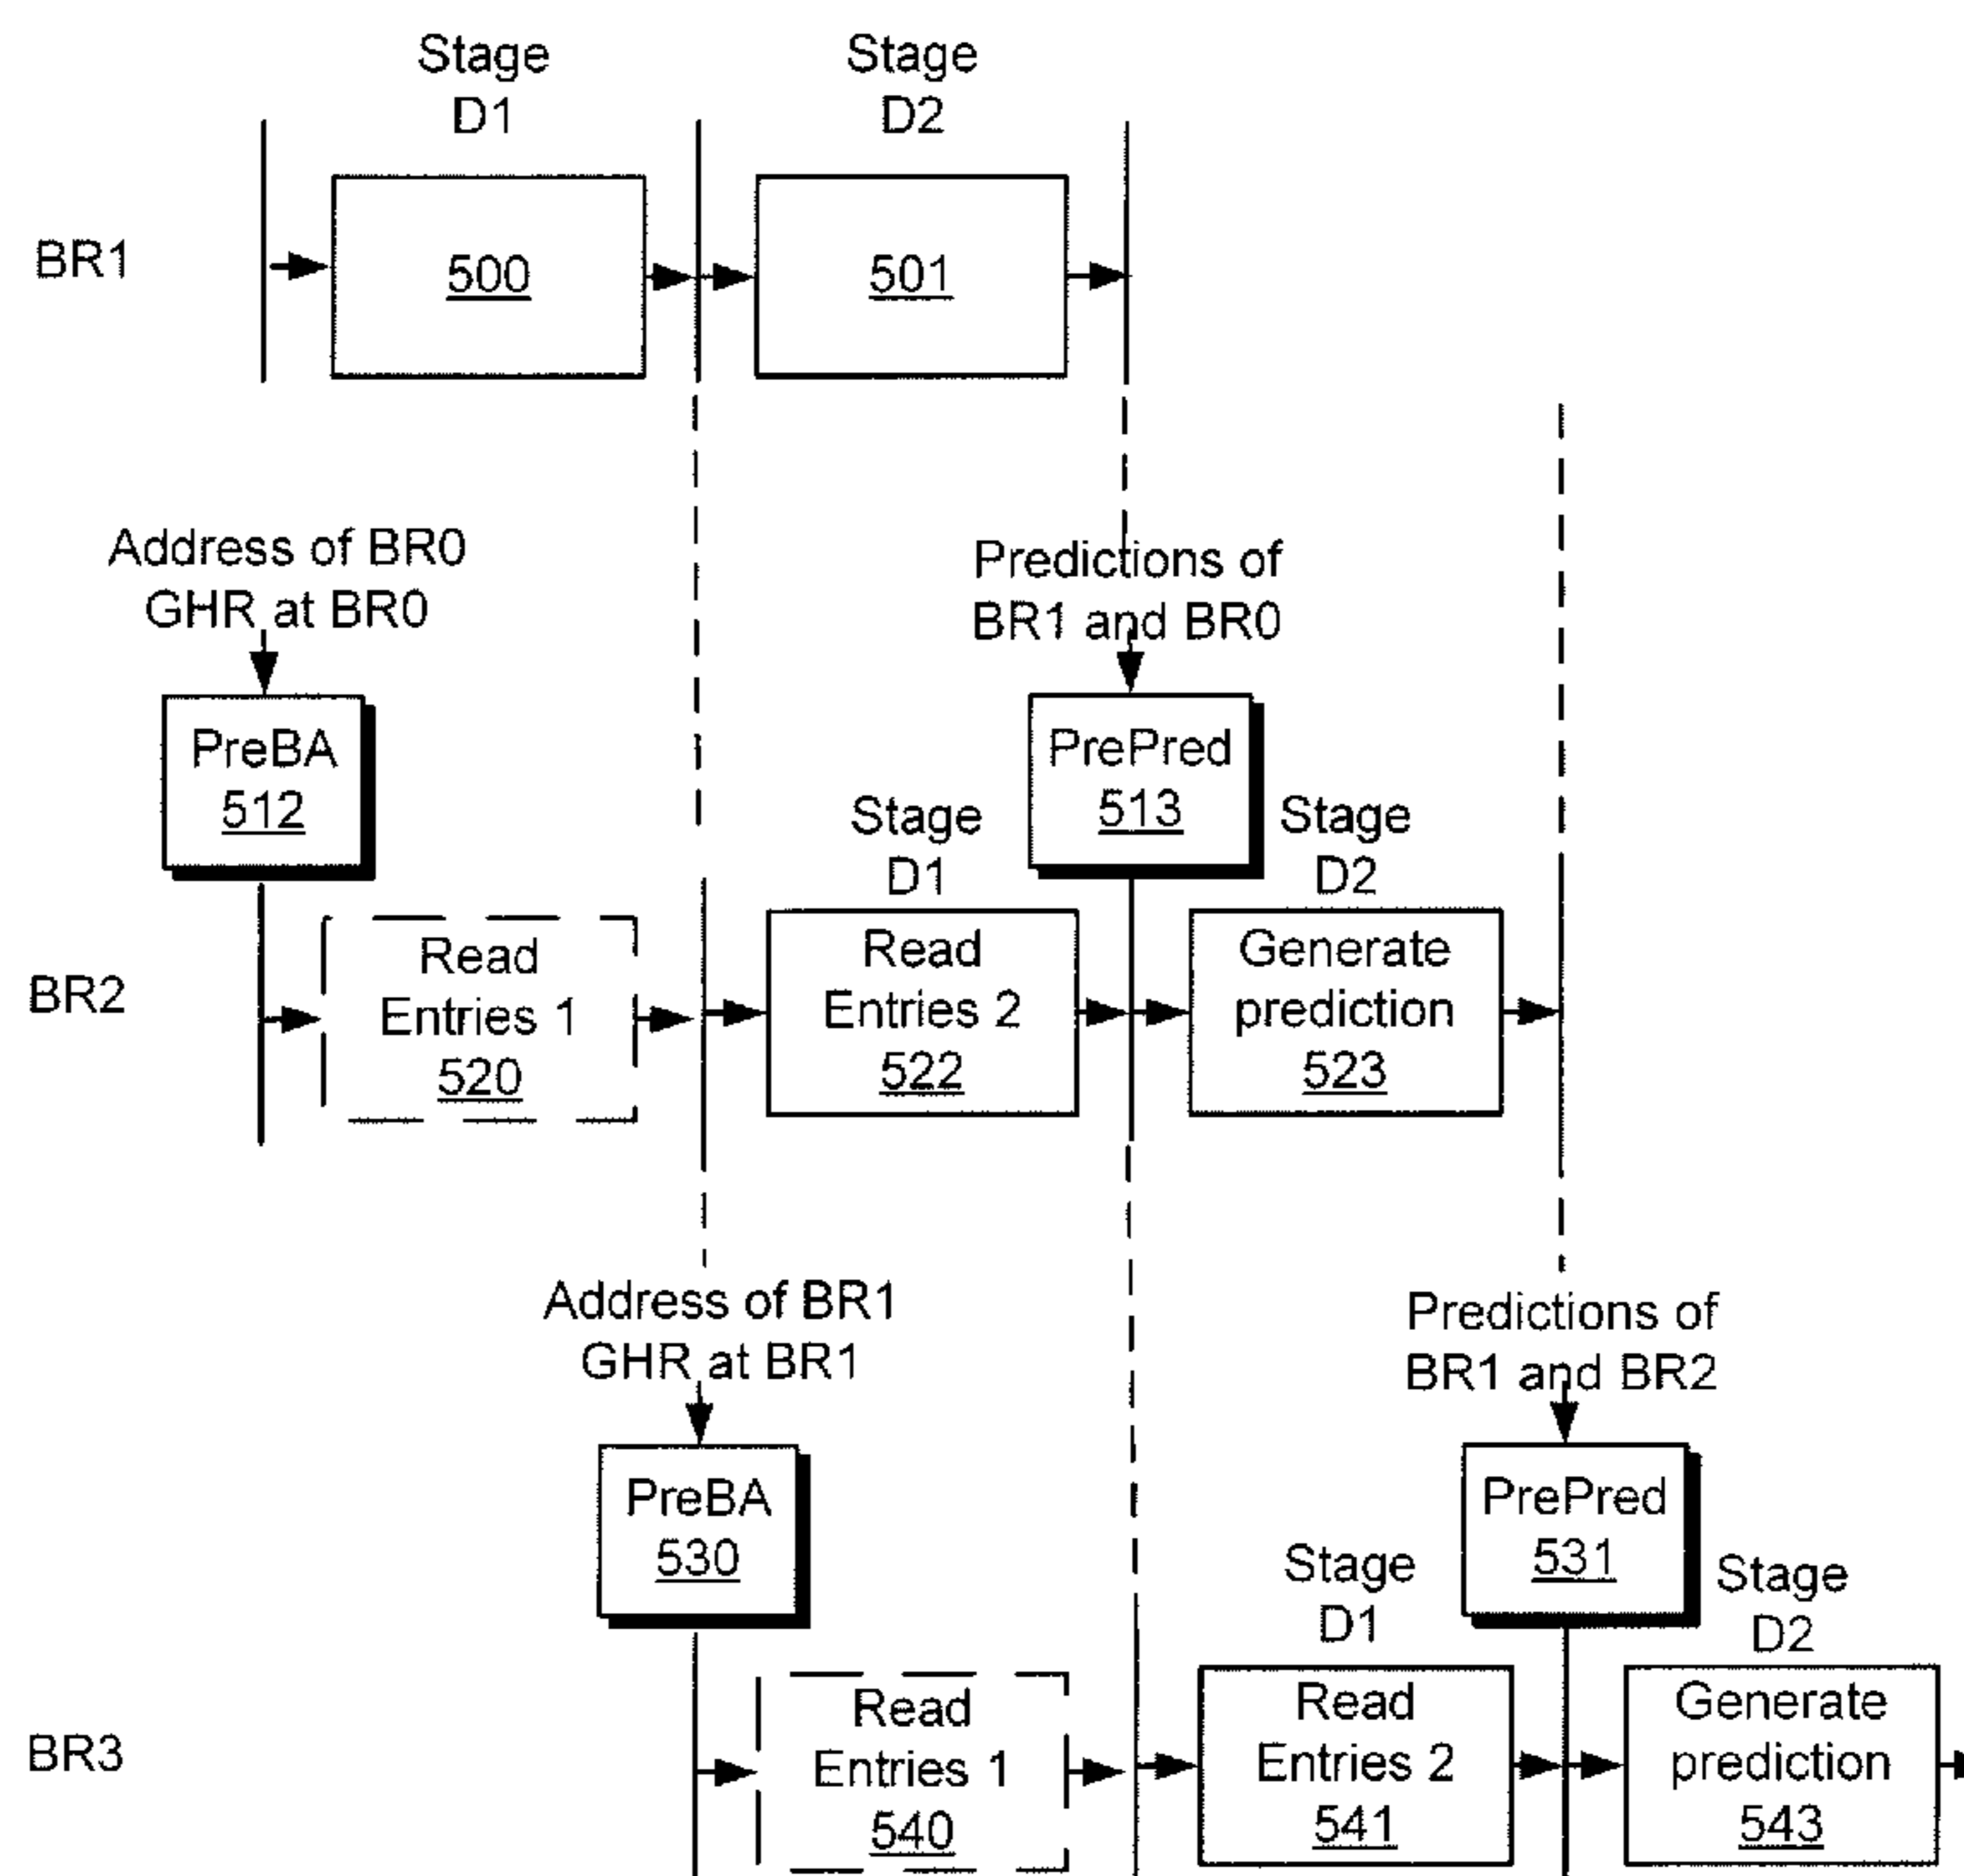 Stage
D1
Stage
D2
BR1
500
501
Address of BR0
GHR at BR0
Predictions of
BR1 and BR0
PreBA
512
PrePred
513
Stage
D1
Stage
D2
BR2
Read
Entries 1
520
Read
Entries 2
522
Generate
prediction
523
Address of BR1
GHR at BR1
Predictions of
BR1 and BR2
PreBA
530
PrePred
531
Stage
D1
Stage
D2
BR3
Read
Entries 1
540
Read
Entries 2
541
Generate
prediction
543